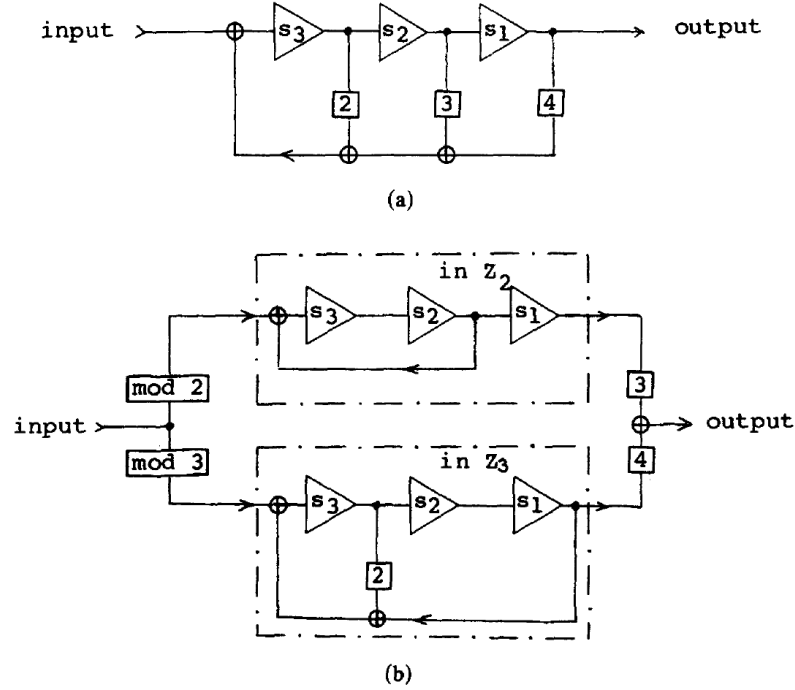 input s3 s2 s1 output
2 3 4
(a)
in Z2
s3 s2 s1
mod 2 3
input output
mod 3 in Z3 4
s3 s2 s1
2
(b)